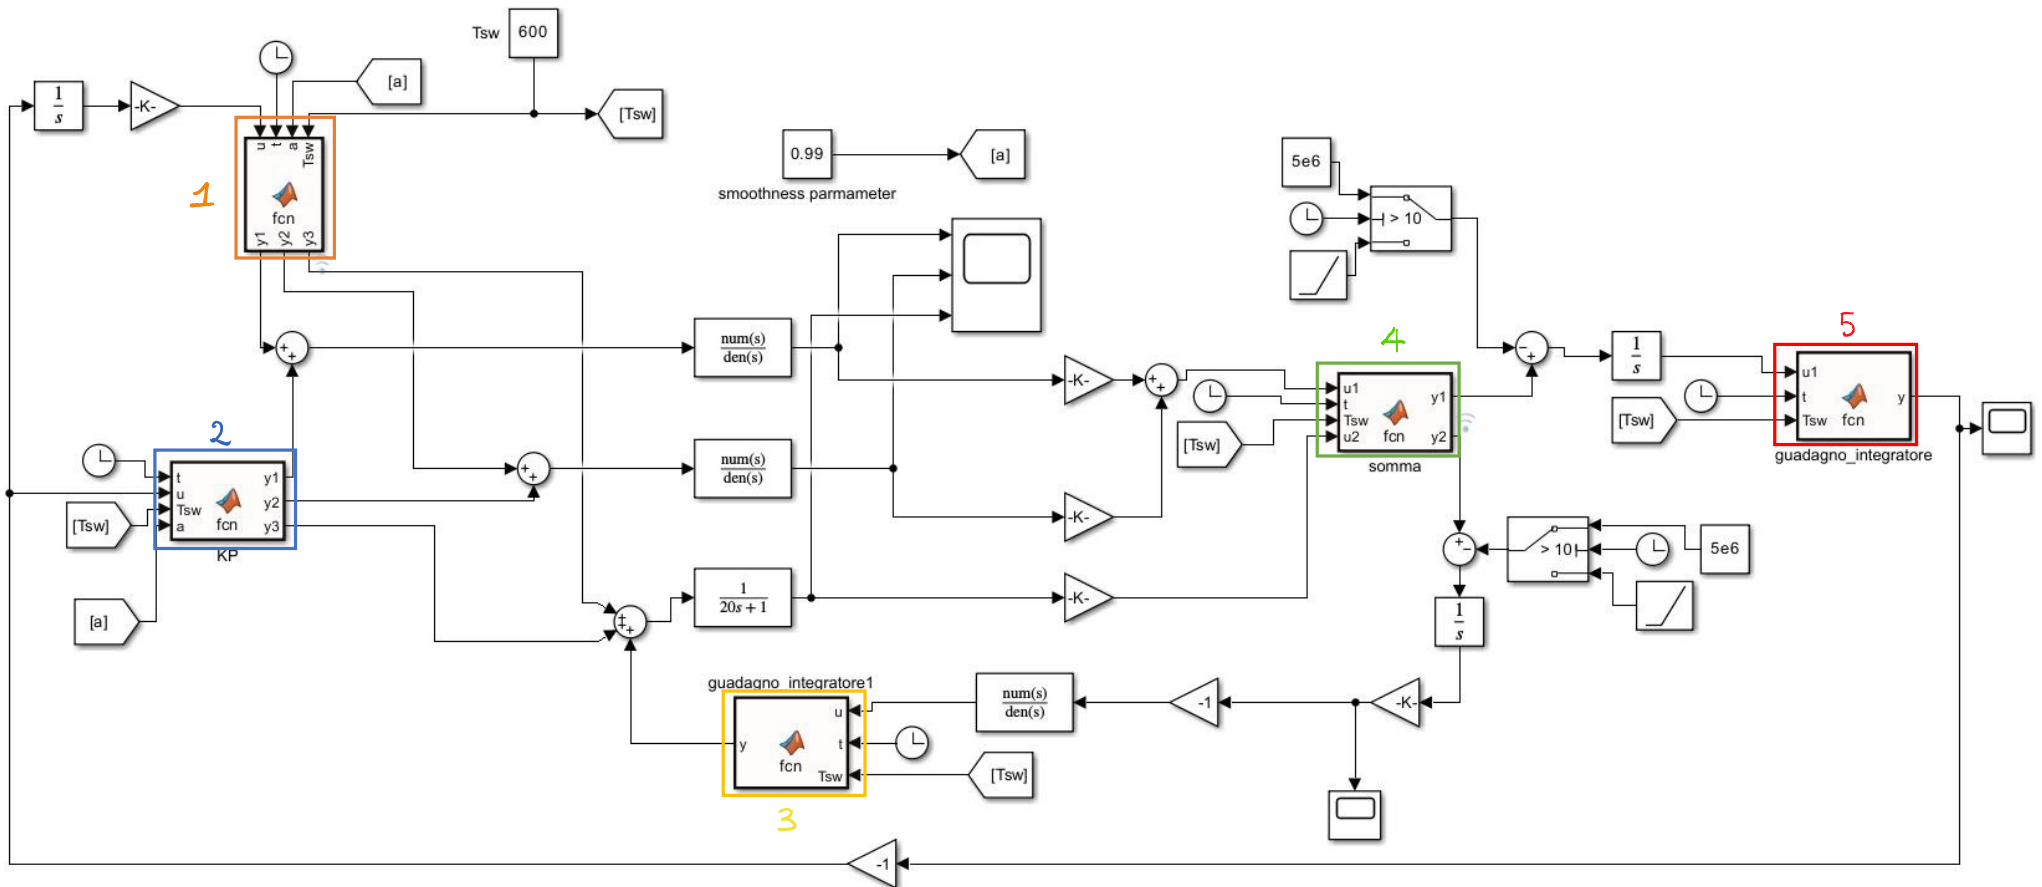 Tsw 600
[a]
1
s
-K-
[Tsw]
u t a Tsw
fcn
y1 y2 y3
1
0.99
[a]
smoothness parmameter
5e6
> 10
num(s)
den(s)
-K-
4
u1
t
Tsw
u2
y1
y2
fcn
somma
[Tsw]
1
s
5
u1
t
Tsw
y
fcn
guadagno_integratore
[Tsw]
2
t
u
Tsw
a
y1
y2
y3
fcn
KP
[Tsw]
[a]
num(s)
den(s)
-K-
> 10
5e6
1
20s + 1
-K-
1
s
guadagno_integratore1
u
t
Tsw
y
fcn
3
num(s)
den(s)
-1
-K-
[Tsw]
-1